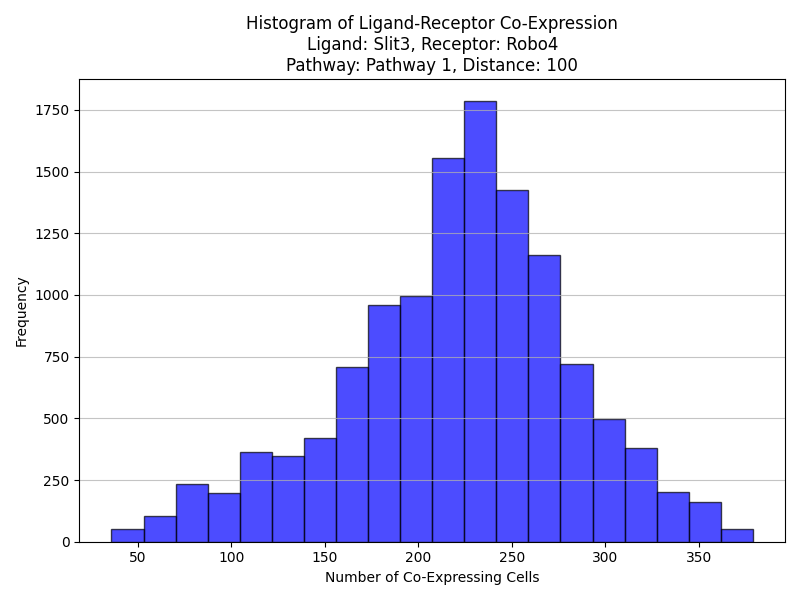 Histogram of Ligand-Receptor Co-Expression
Ligand: Slit3, Receptor: Robo4
Pathway: Pathway 1, Distance: 100
1750
1500
1250
1000
750
500
250
0
Frequency
50 100 150 200 250 300 350
Number of Co-Expressing Cells